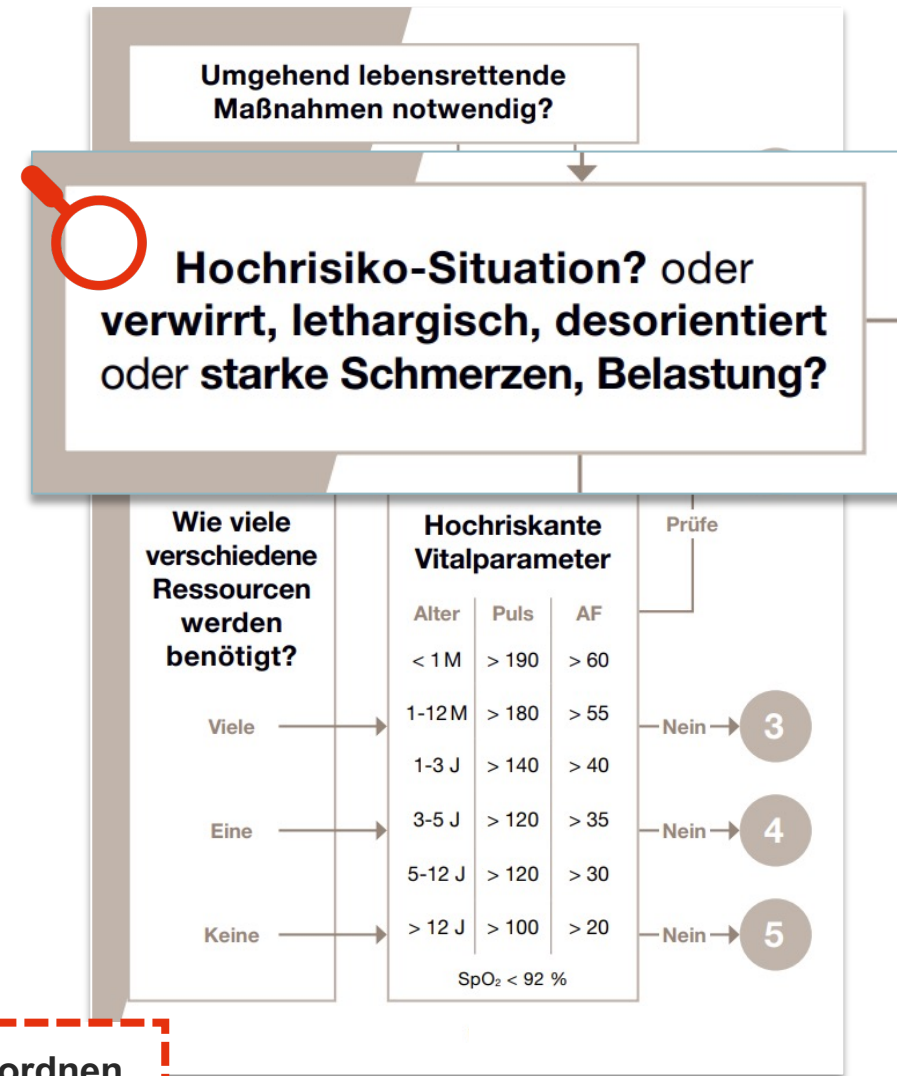 Umgehend lebensrettende
Maßnahmen notwendig?
Hochrisiko-Situation? oder
verwirrt, lethargisch, desorientiert
oder starke Schmerzen, Belastung?
Wie viele
verschiedene
Ressourcen
werden
benötigt?
Hochriskante
Vitalparameter
Prüfe
Alter Puls AF
< 1 M > 190 > 60
1-12 M > 180 > 55
1-3 J > 140 > 40
3-5 J > 120 > 35
5-12 J > 120 > 30
> 12 J > 100 > 20
SpO₂ < 92 %
Viele
Nein
3
Eine
Nein
4
Keine
Nein
5
ordnen